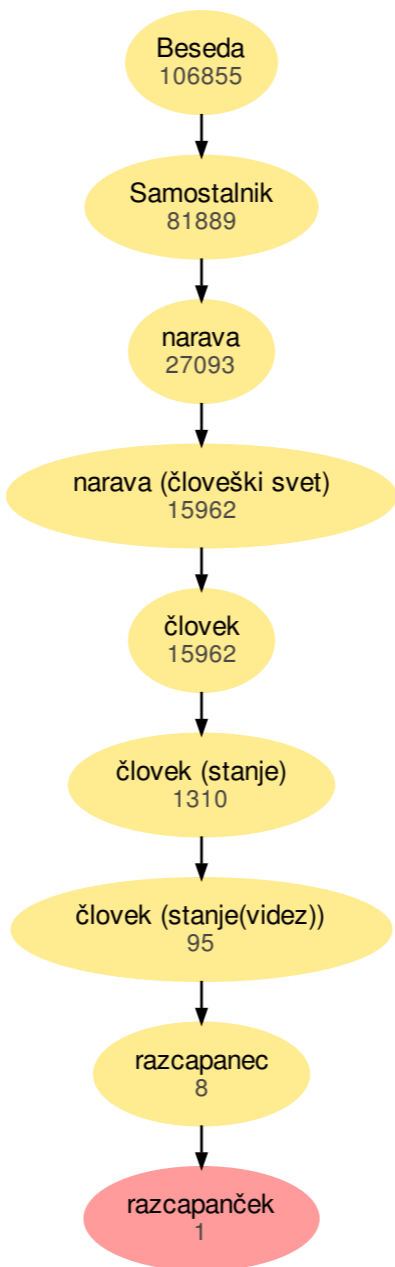 Beseda
106855
Samostalnik
81889
narava
27093
narava (človeški svet)
15962
človek
15962
človek (stanje)
1310
človek (stanje(videz))
95
razcapanec
8
razcapanček
1